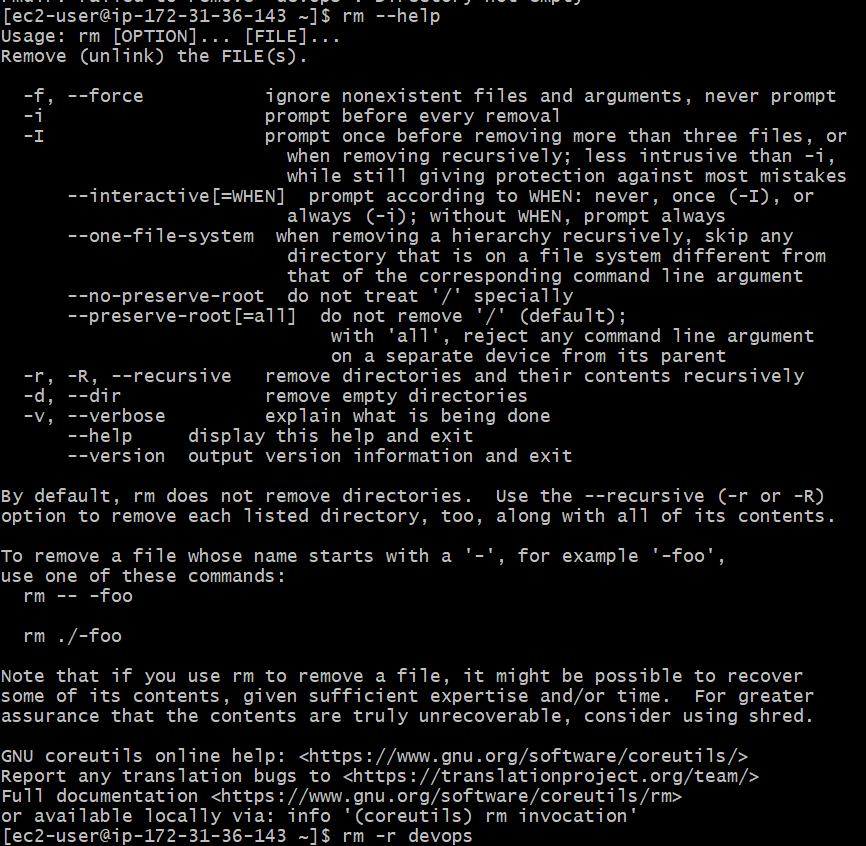 [ec2-user@ip-172-31-36-143 ~]$ rm --help
Usage: rm [OPTION]... [FILE]...
Remove (unlink) the FILE(s).

  -f, --force           ignore nonexistent files and arguments, never prompt
  -i                    prompt before every removal
  -I                    prompt once before removing more than three files, or
                          when removing recursively; less intrusive than -i,
                          while still giving protection against most mistakes
      --interactive[=WHEN]  prompt according to WHEN: never, once (-I), or
                          always (-i); without WHEN, prompt always
      --one-file-system  when removing a hierarchy recursively, skip any
                          directory that is on a file system different from
                          that of the corresponding command line argument
      --no-preserve-root  do not treat '/' specially
      --preserve-root[=all]  do not remove '/' (default);
                              with 'all', reject any command line argument
                              on a separate device from its parent
  -r, -R, --recursive   remove directories and their contents recursively
  -d, --dir             remove empty directories
  -v, --verbose         explain what is being done
      --help     display this help and exit
      --version  output version information and exit

By default, rm does not remove directories.  Use the --recursive (-r or -R)
option to remove each listed directory, too, along with all of its contents.

To remove a file whose name starts with a '-', for example '-foo',
use one of these commands:
  rm -- -foo

  rm ./-foo

Note that if you use rm to remove a file, it might be possible to recover
some of its contents, given sufficient expertise and/or time.  For greater
assurance that the contents are truly unrecoverable, consider using shred.

GNU coreutils online help: <https://www.gnu.org/software/coreutils/>
Report any translation bugs to <https://translationproject.org/team/>
Full documentation <https://www.gnu.org/software/coreutils/rm>
or available locally via: info '(coreutils) rm invocation'
[ec2-user@ip-172-31-36-143 ~]$ rm -r devops